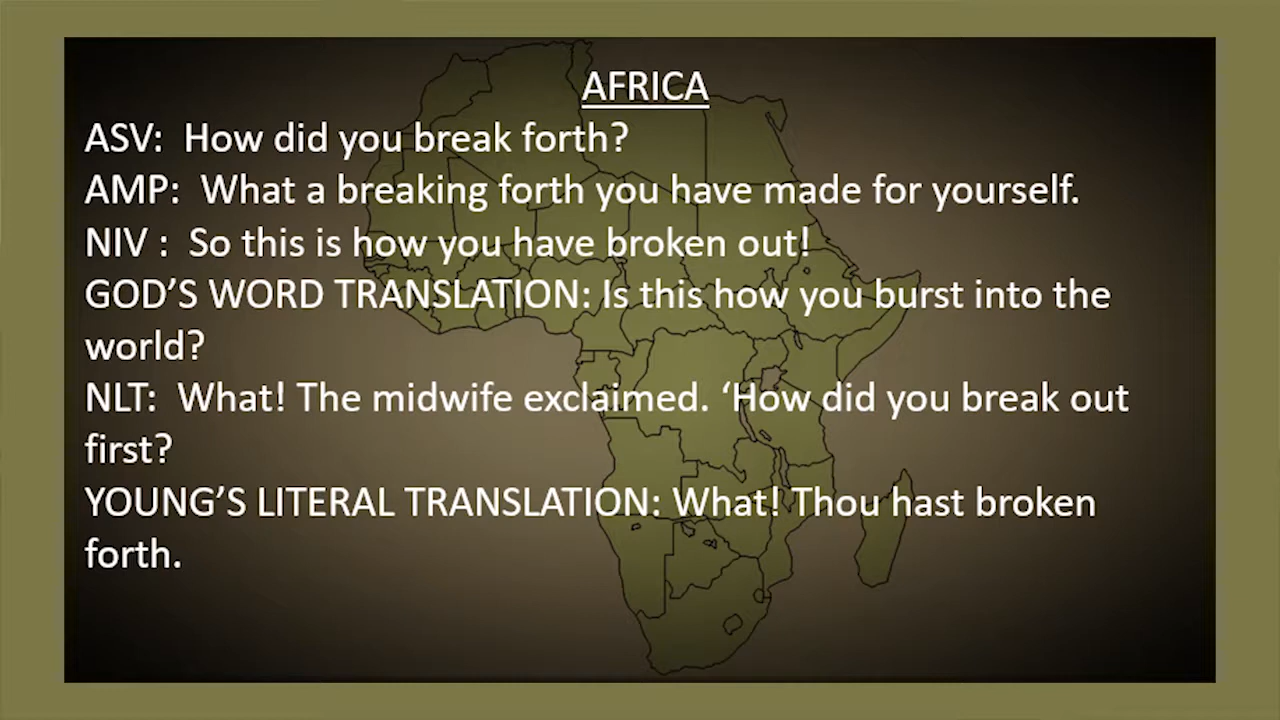 AFRICA
ASV:  How did you break forth?
AMP:  What a breaking forth you have made for yourself.
NIV :  So this is how you have broken out!
GOD’S WORD TRANSLATION: Is this how you burst into the
world?
NLT:  What! The midwife exclaimed. ‘How did you break out
first?
YOUNG’S LITERAL TRANSLATION: What! Thou hast broken
forth.